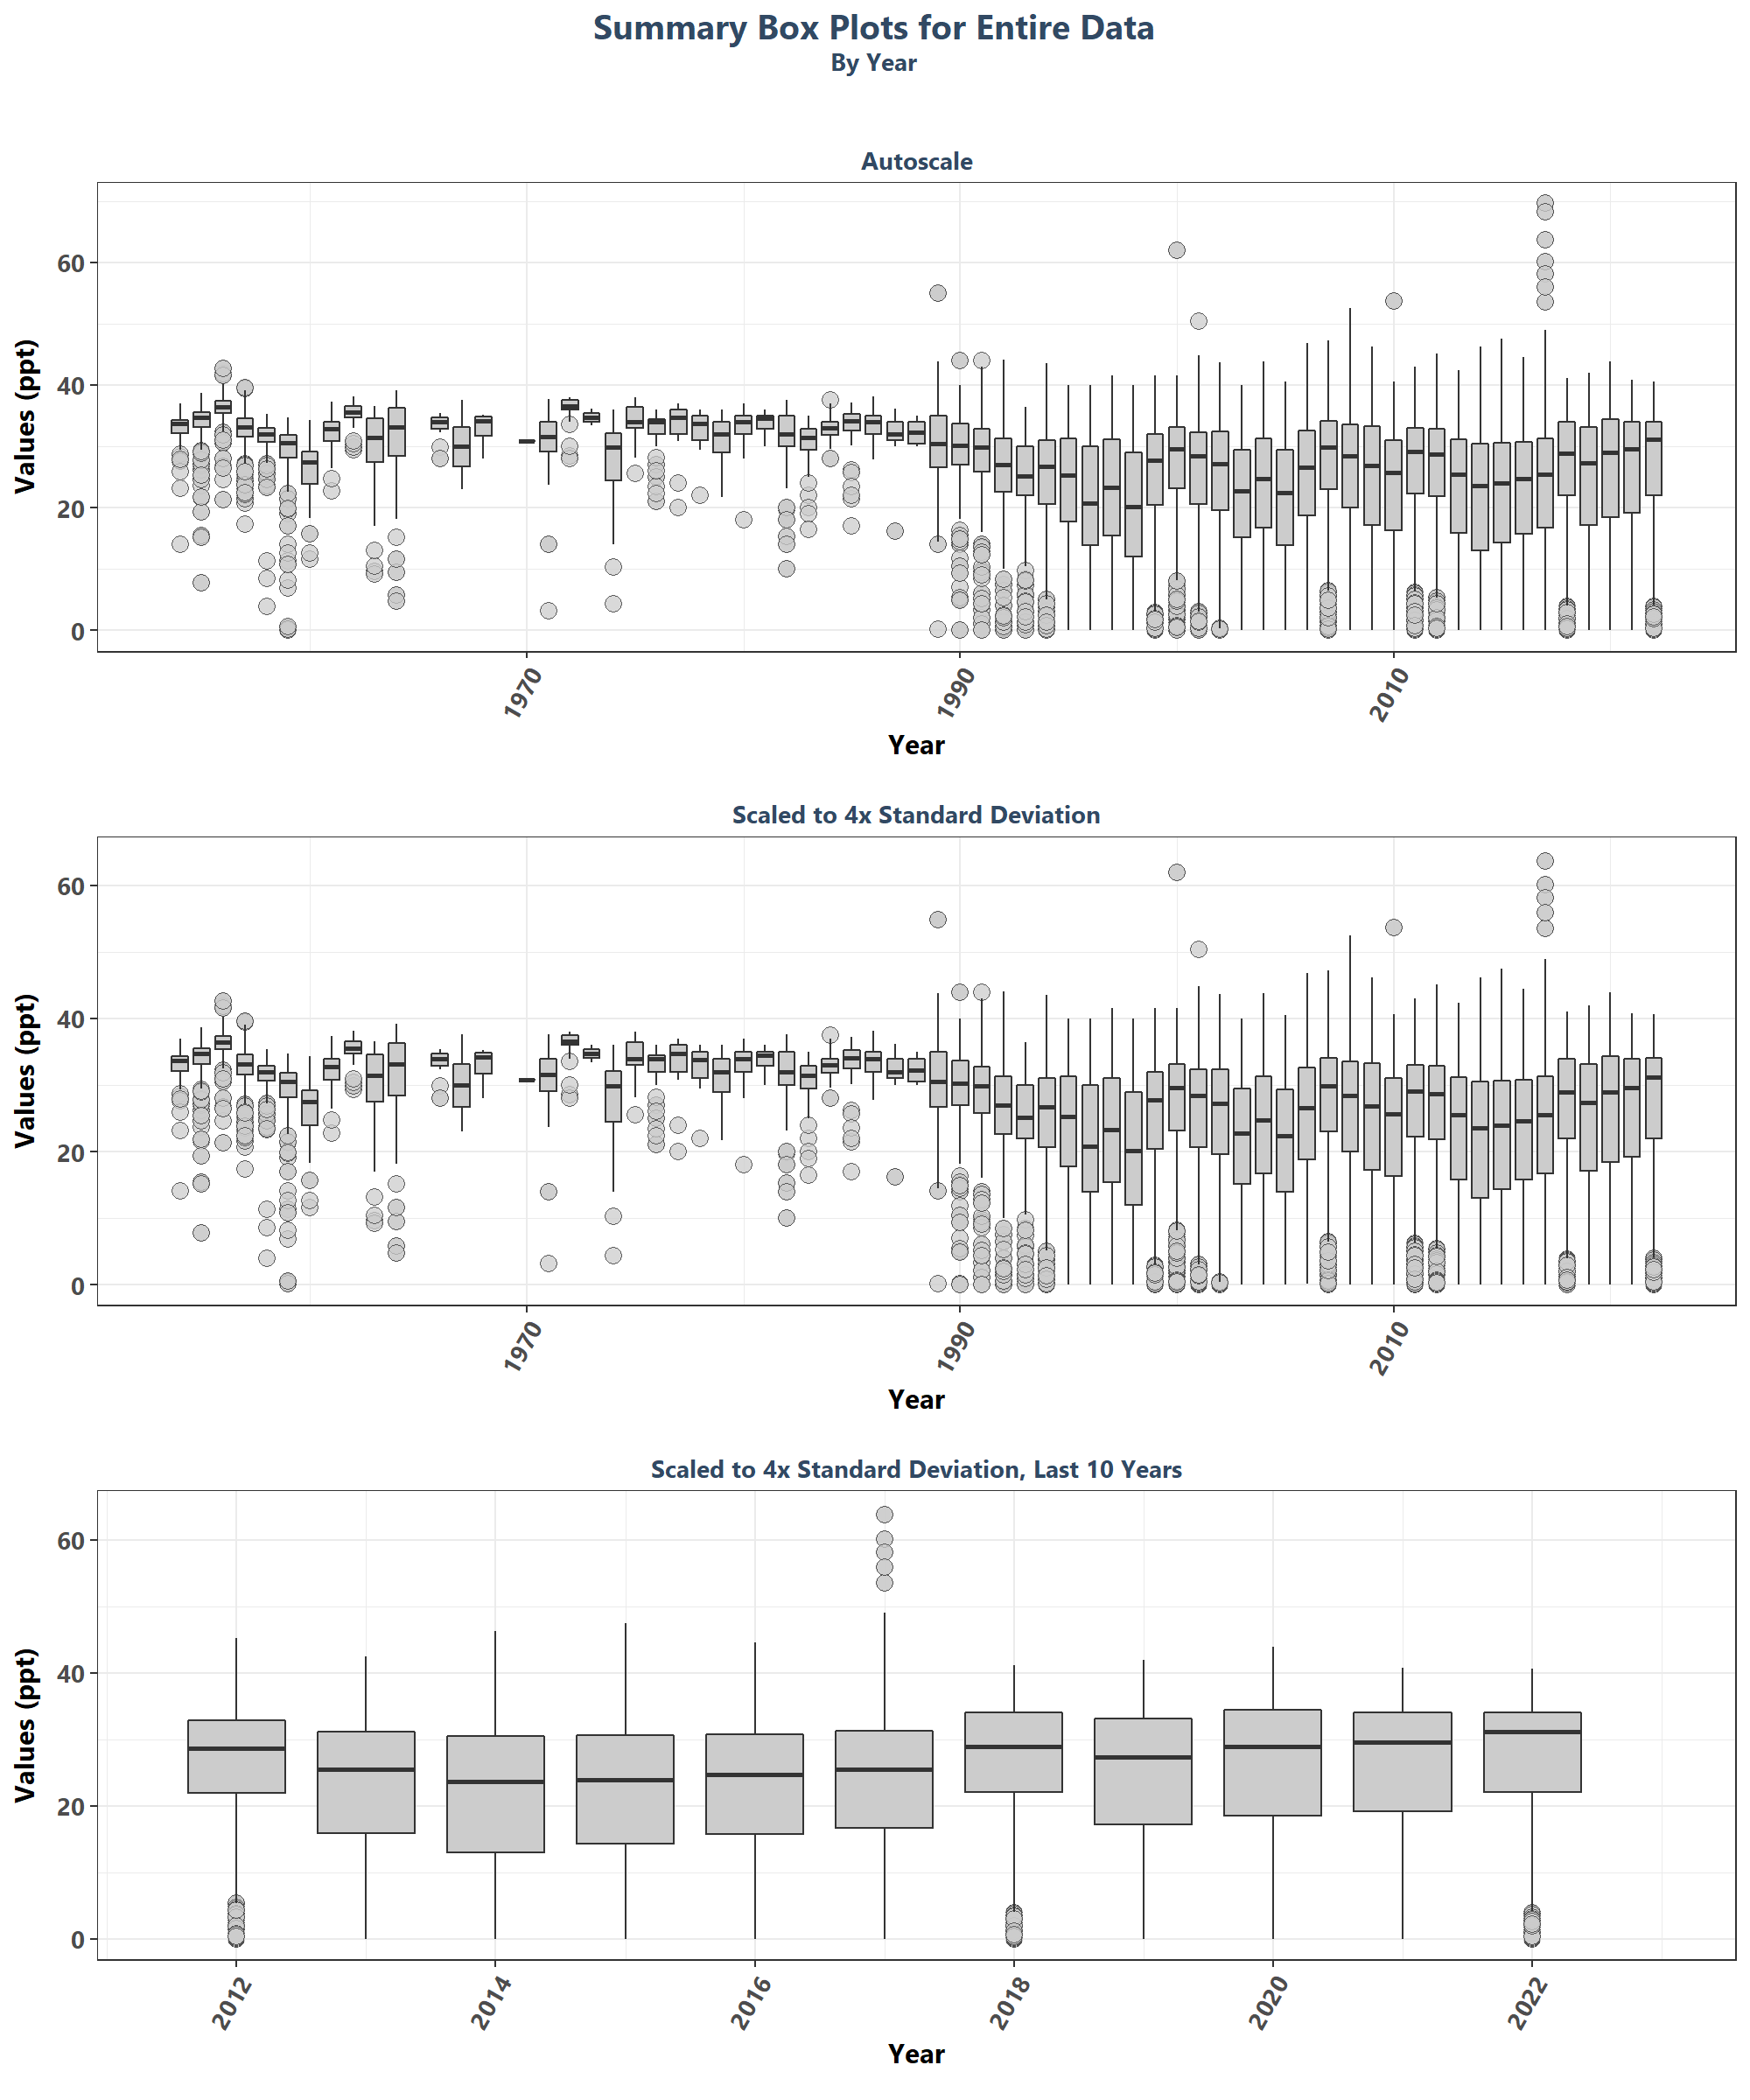 Summary Box Plots for Entire Data
By Year
Autoscale
Values (ppt)
60
40
20
0
1970
1990
2010
Year
Scaled to 4x Standard Deviation
Values (ppt)
60
40
20
0
1970
1990
2010
Year
Scaled to 4x Standard Deviation, Last 10 Years
Values (ppt)
60
40
20
0
2012
2014
2016
2018
2020
2022
Year